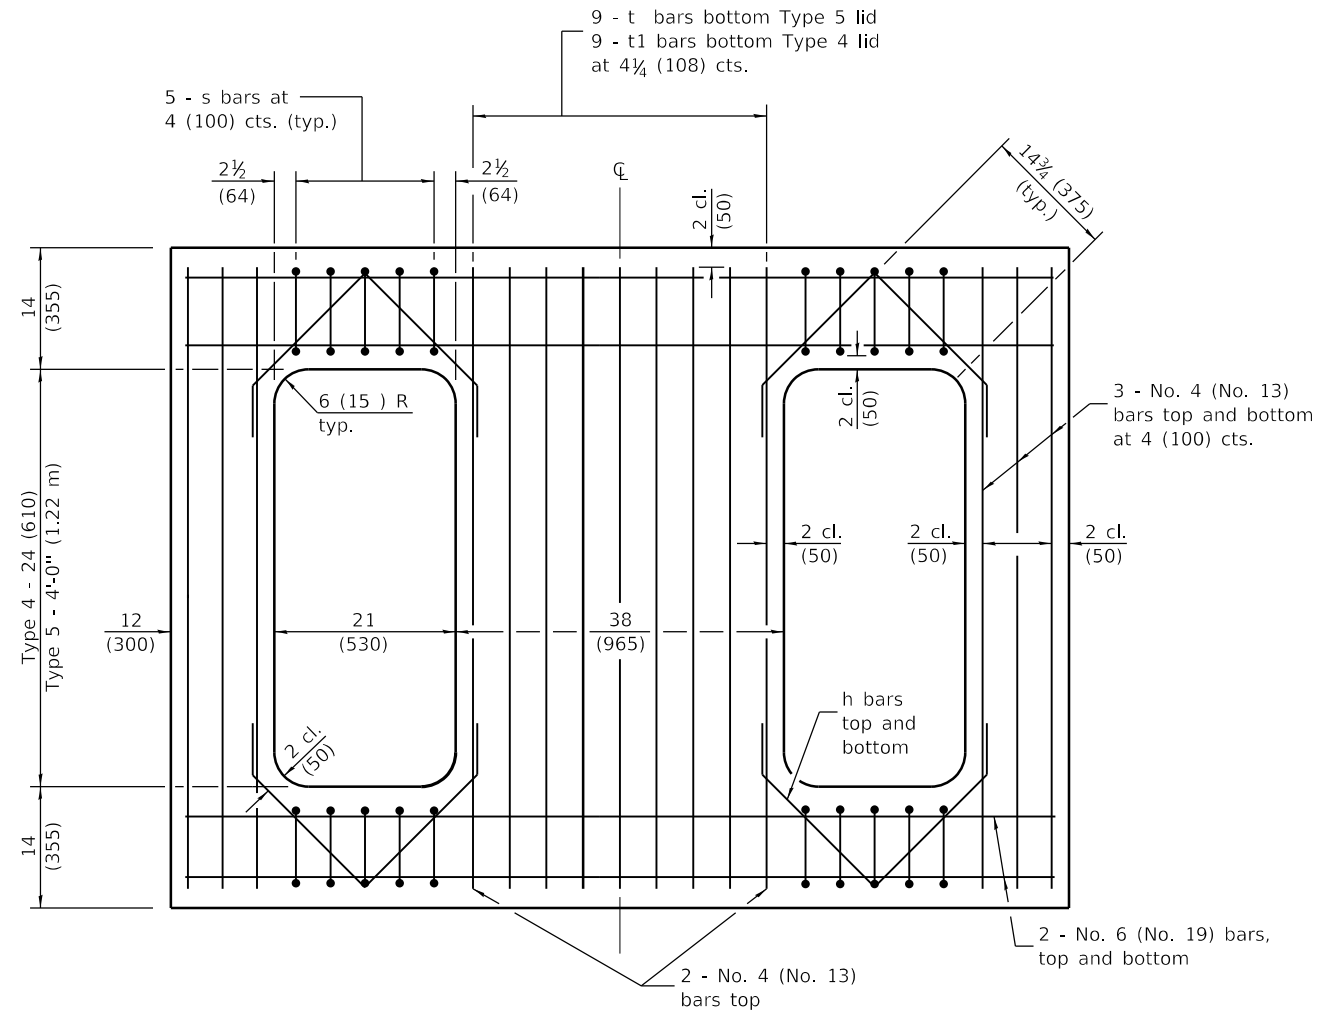 9 - t bars bottom Type 5 lid
9 - t1 bars bottom Type 4 lid
at 4¼ (108) cts.
5 - s bars at
4 (100) cts. (typ.)
2½
(64)
2½
(64)
℄
2 cl.
(50)
14¾ (375)
(typ.)
14
(355)
6 (15 ) R
typ.
2 cl.
(50)
3 - No. 4 (No. 13)
bars top and bottom
at 4 (100) cts.
Type 4 - 24 (610)
Type 5 - 4'-0" (1.22 m)
2 cl.
(50)
2 cl.
(50)
2 cl.
(50)
12
(300)
21
(530)
38
(965)
h bars
top and
bottom
2 cl.
(50)
14
(355)
2 - No. 6 (No. 19) bars,
top and bottom
2 - No. 4 (No. 13)
bars top